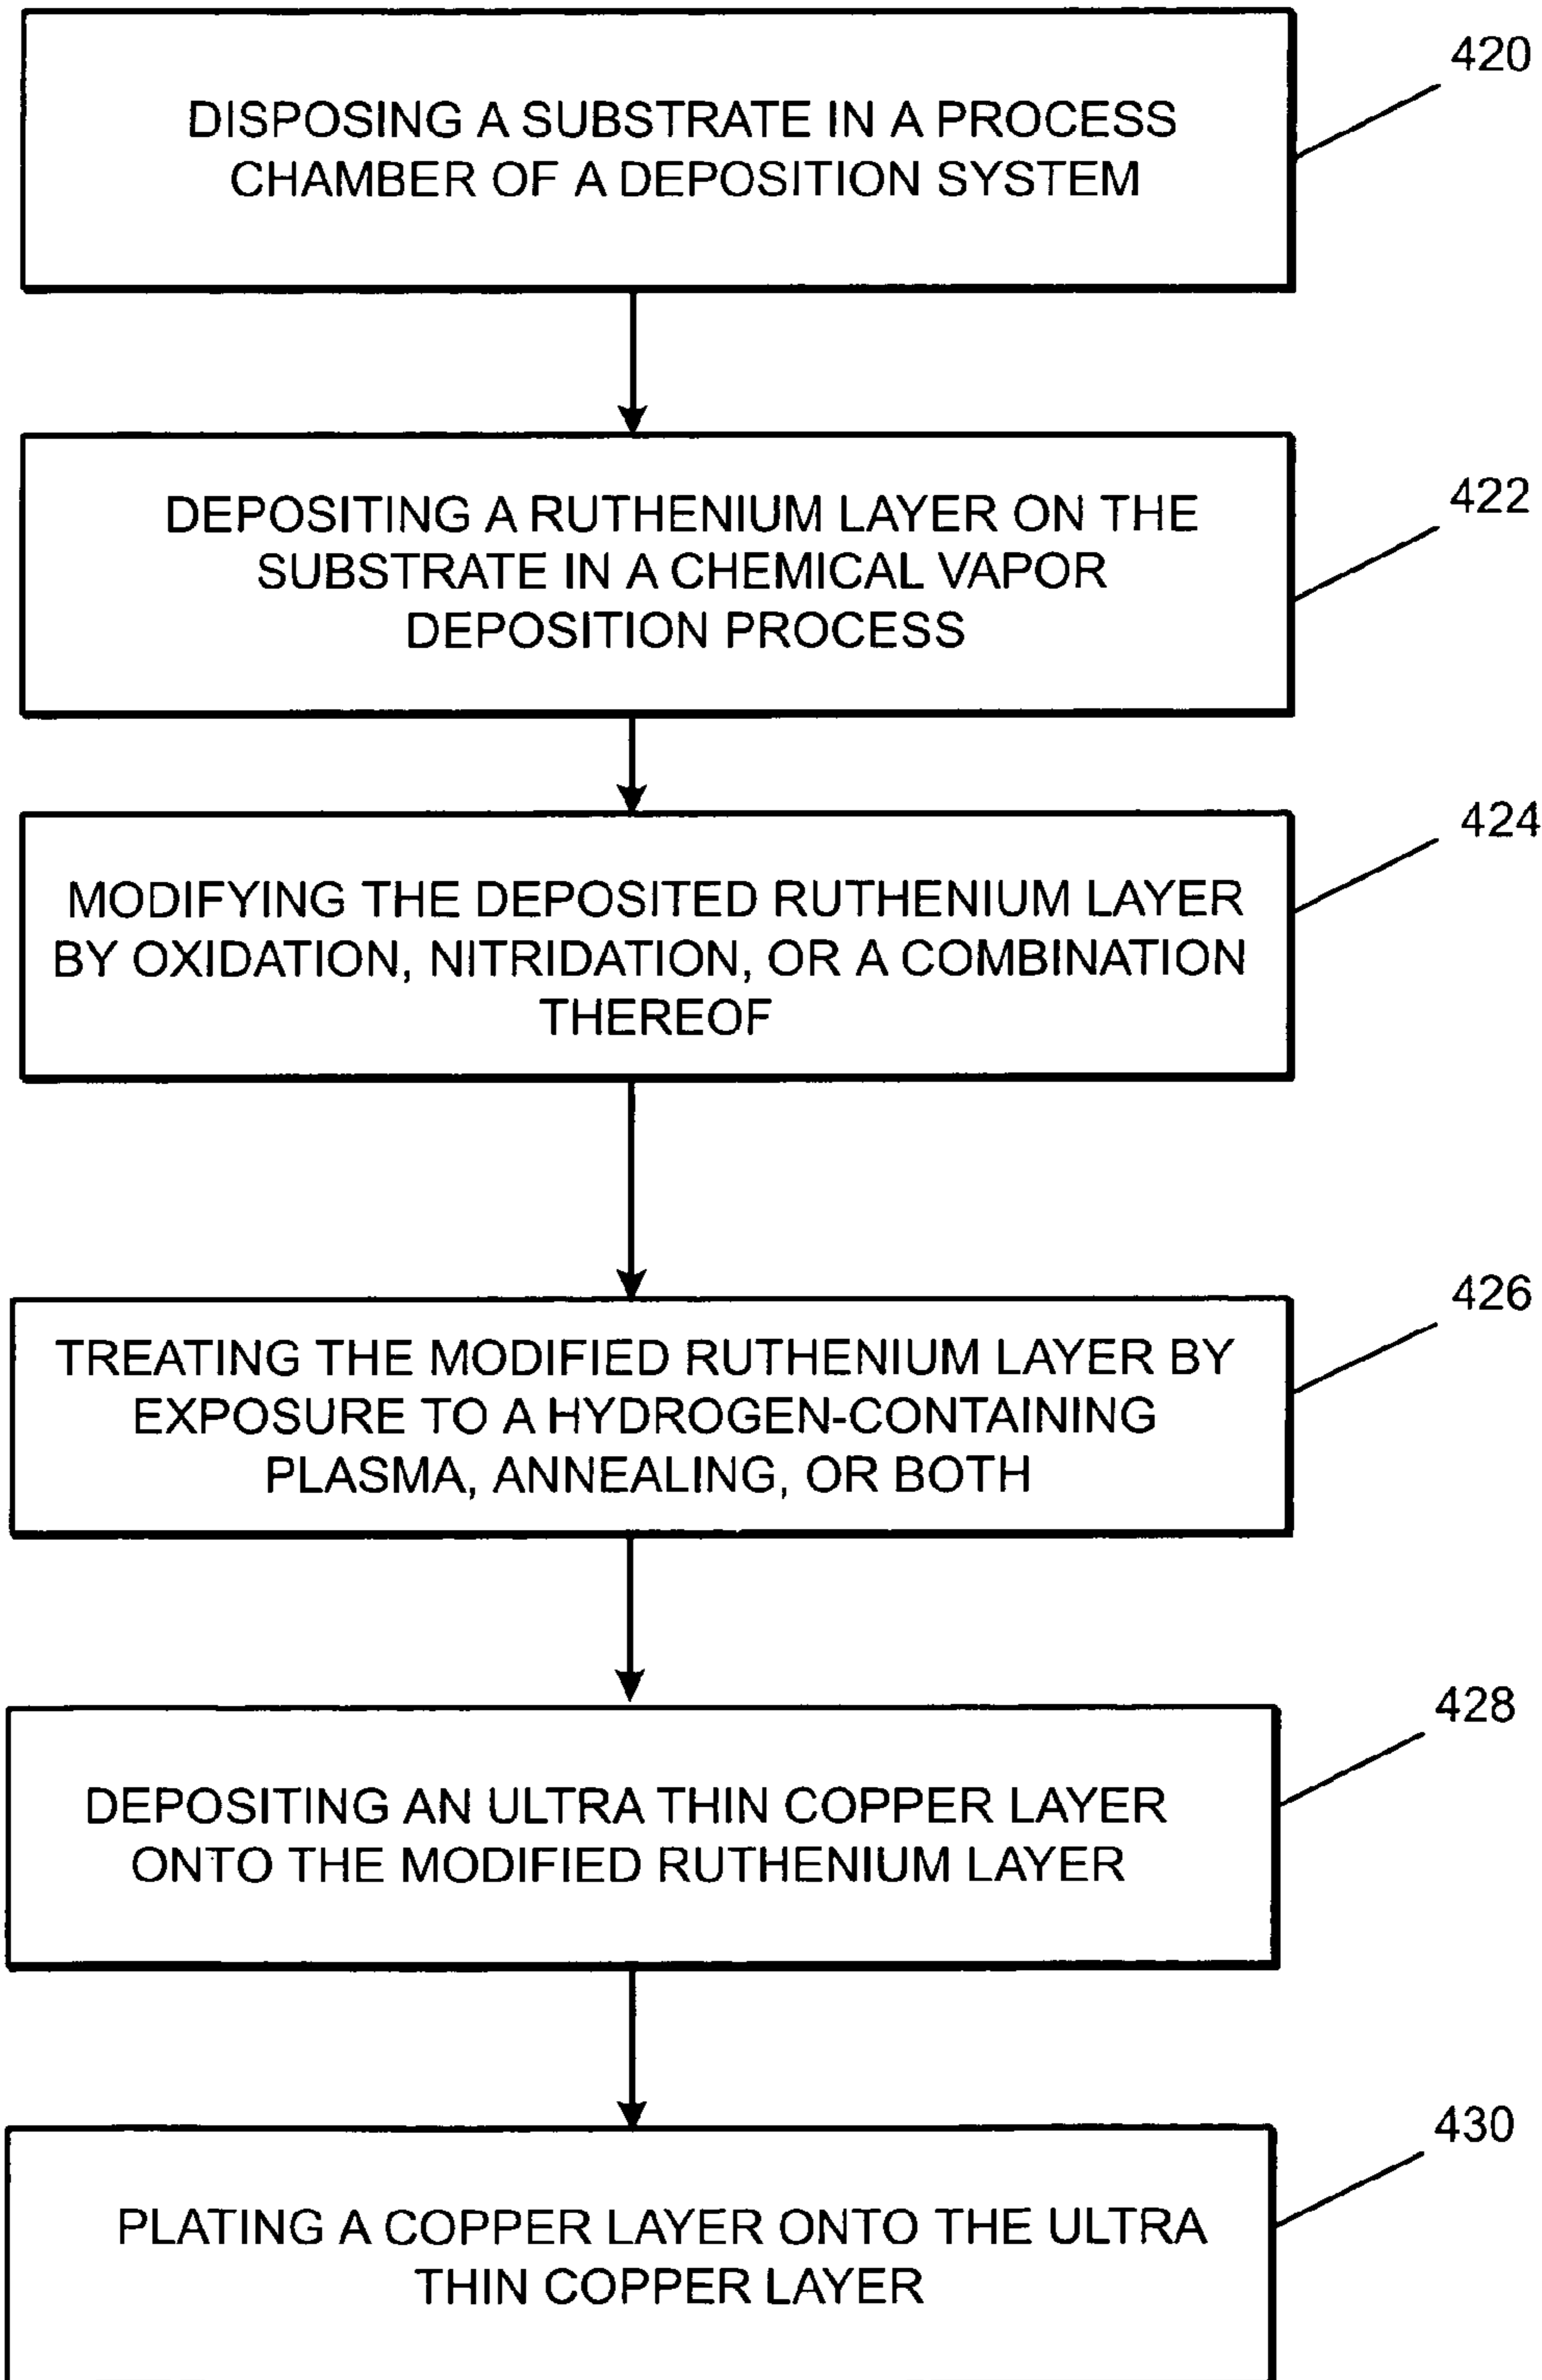 420
DISPOSING A SUBSTRATE IN A PROCESS
CHAMBER OF A DEPOSITION SYSTEM
422
DEPOSITING A RUTHENIUM LAYER ON THE
SUBSTRATE IN A CHEMICAL VAPOR
DEPOSITION PROCESS
424
MODIFYING THE DEPOSITED RUTHENIUM LAYER
BY OXIDATION, NITRIDATION, OR A COMBINATION
THEREOF
426
TREATING THE MODIFIED RUTHENIUM LAYER BY
EXPOSURE TO A HYDROGEN-CONTAINING
PLASMA, ANNEALING, OR BOTH
428
DEPOSITING AN ULTRA THIN COPPER LAYER
ONTO THE MODIFIED RUTHENIUM LAYER
430
PLATING A COPPER LAYER ONTO THE ULTRA
THIN COPPER LAYER